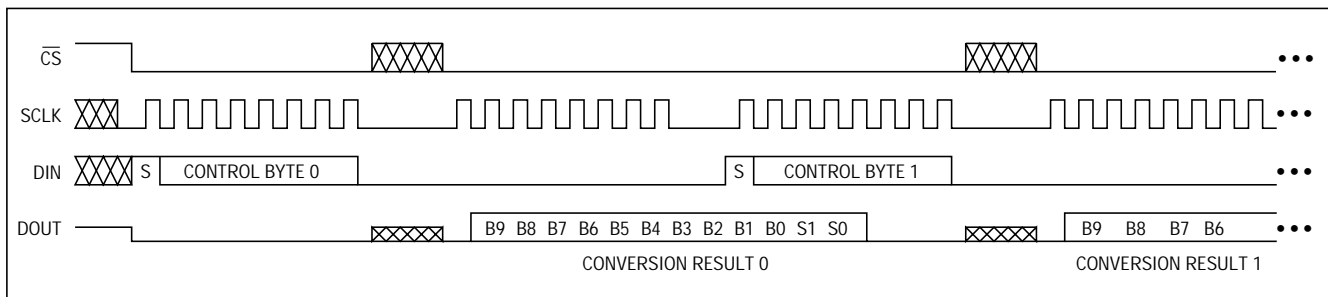 CS
•••
SCLK
•••
DIN S CONTROL BYTE 0 S CONTROL BYTE 1
•••
DOUT B9 B8 B7 B6 B5 B4 B3 B2 B1 B0 S1 S0 B9 B8 B7 B6
•••
CONVERSION RESULT 0 CONVERSION RESULT 1